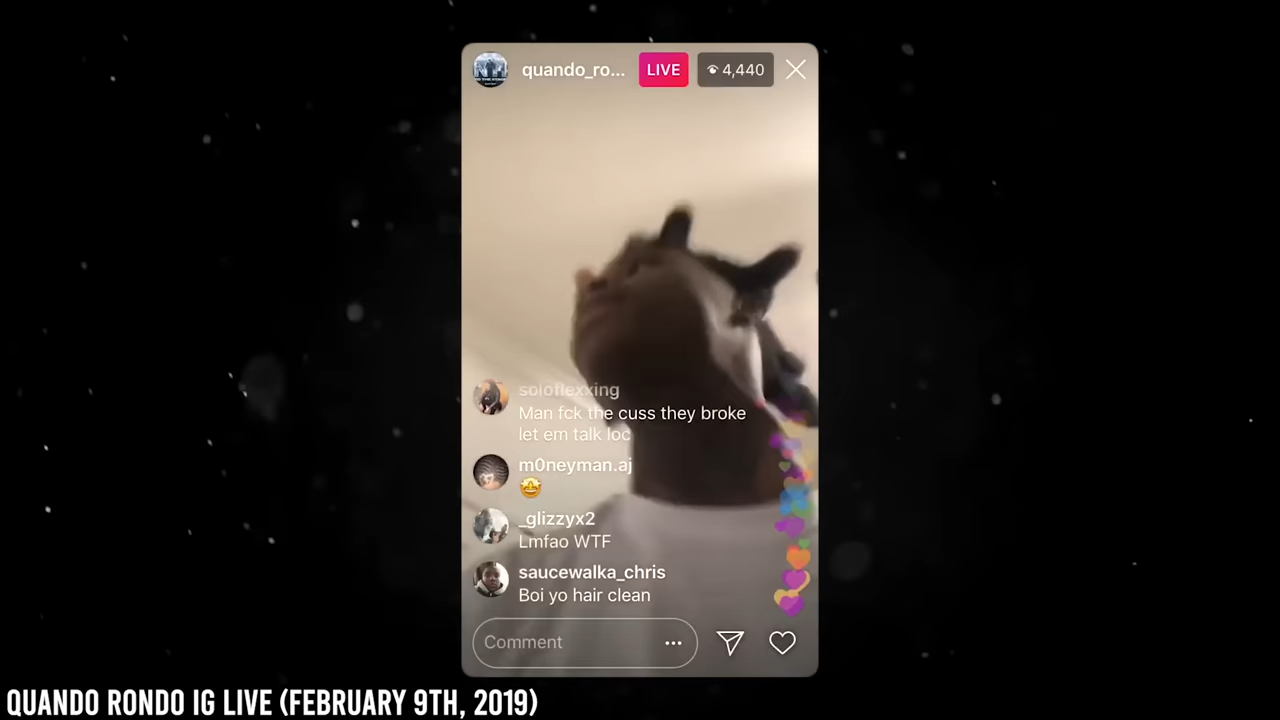 quando_ro...
LIVE
4,440
soloflexxing
Man fck the cuss they broke
let em talk loc
m0neyman.aj
🤩
_glizzyx2
Lmfao WTF
saucewalka_chris
Boi yo hair clean
Comment
QUANDO RONDO IG LIVE (FEBRUARY 9TH, 2019)